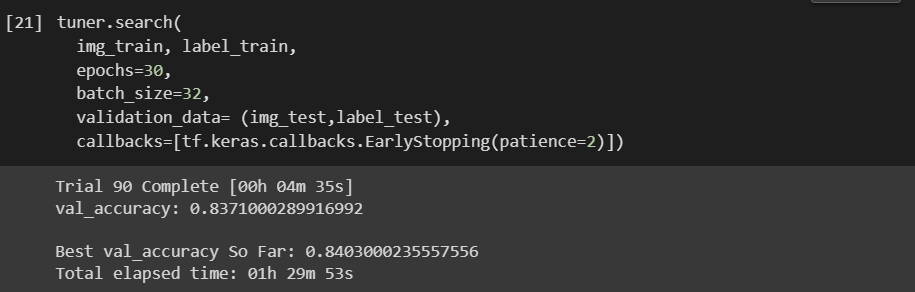 [21] tuner.search(
img_train, label_train,
epochs=30,
batch_size=32,
validation_data= (img_test,label_test),
callbacks=[tf.keras.callbacks.EarlyStopping(patience=2)])
Trial 90 Complete [00h 04m 35s]
val_accuracy: 0.8371000289916992
Best val_accuracy So Far: 0.8403000235557556
Total elapsed time: 01h 29m 53s